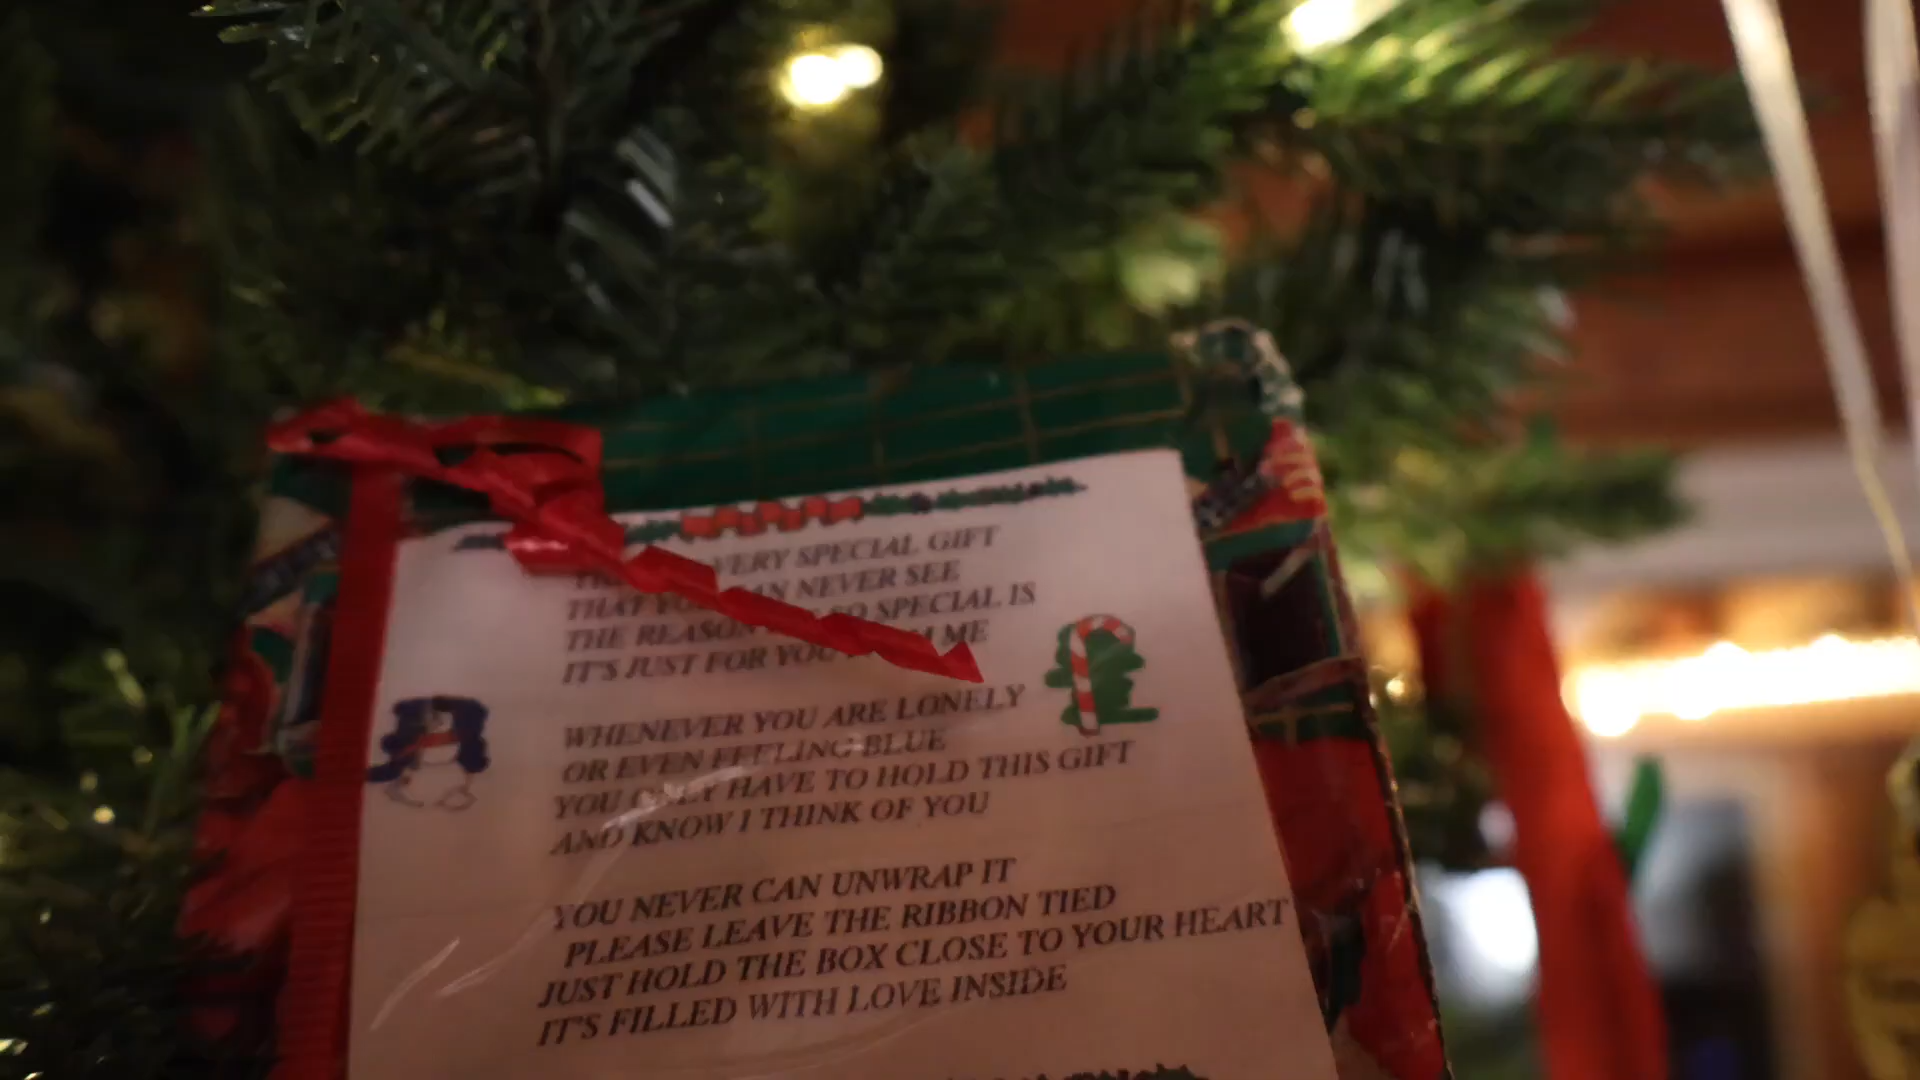 VERY SPECIAL GIFT
THAT NEVER SEE
THE REASON SO SPECIAL IS
IT'S JUST FOR YOU ME
WHENEVER YOU ARE LONELY
OR EVEN FEELING BLUE
YOU ONLY HAVE TO HOLD THIS GIFT
AND KNOW I THINK OF YOU
YOU NEVER CAN UNWRAP IT
PLEASE LEAVE THE RIBBON TIED
JUST HOLD THE BOX CLOSE TO YOUR HEART
IT'S FILLED WITH LOVE INSIDE